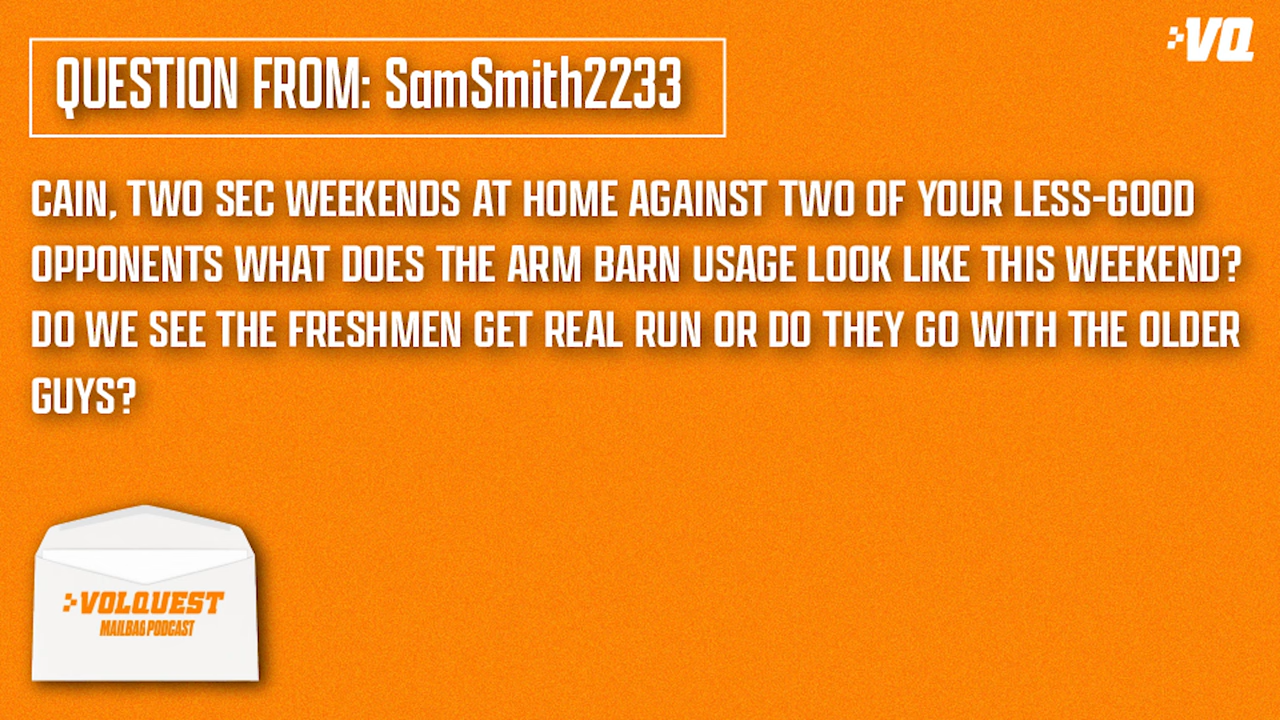 VQ
QUESTION FROM: SamSmith2233
CAIN, TWO SEC WEEKENDS AT HOME AGAINST TWO OF YOUR LESS-GOOD
OPPONENTS WHAT DOES THE ARM BARN USAGE LOOK LIKE THIS WEEKEND?
DO WE SEE THE FRESHMEN GET REAL RUN OR DO THEY GO WITH THE OLDER
GUYS?
VOLQUEST
MAILBAG PODCAST